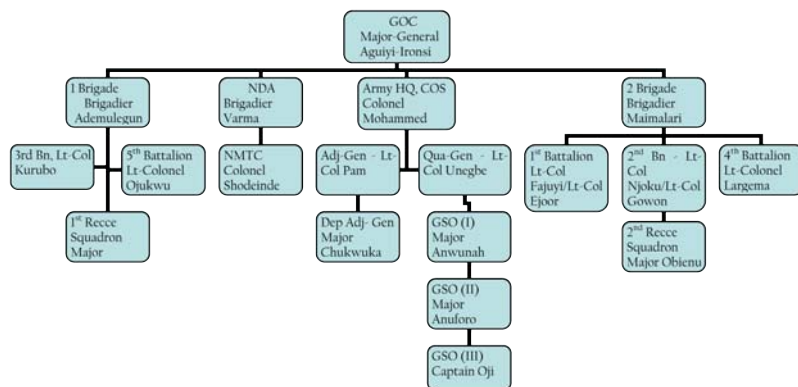 GOC
Major-General
Aguiyi-Ironsi
1 Brigade
Brigadier
Ademulegun
NDA
Brigadier
Varma
Army HQ, COS
Colonel
Mohammed
2 Brigade
Brigadier
Maimalari
3rd Bn, Lt-Col
Kurubo
5th Battalion
Lt-Colonel
Ojukwu
NMTC
Colonel
Shodeinde
Adj-Gen - Lt-
Col Pam
Qua-Gen - Lt-
Col Unegbe
1st Battalion
Lt-Col
Fajuyi/Lt-Col
Ejoor
2nd Bn - Lt-
Col
Njoku/Lt-Col
Gowon
4th Battalion
Lt-Colonel
Largema
1st Recce
Squadron
Major
Dep Adj- Gen
Major
Chukwuka
GSO (I)
Major
Anwunah
2nd Recce
Squadron
Major Obienu
GSO (II)
Major
Anuforo
GSO (III)
Captain Oji